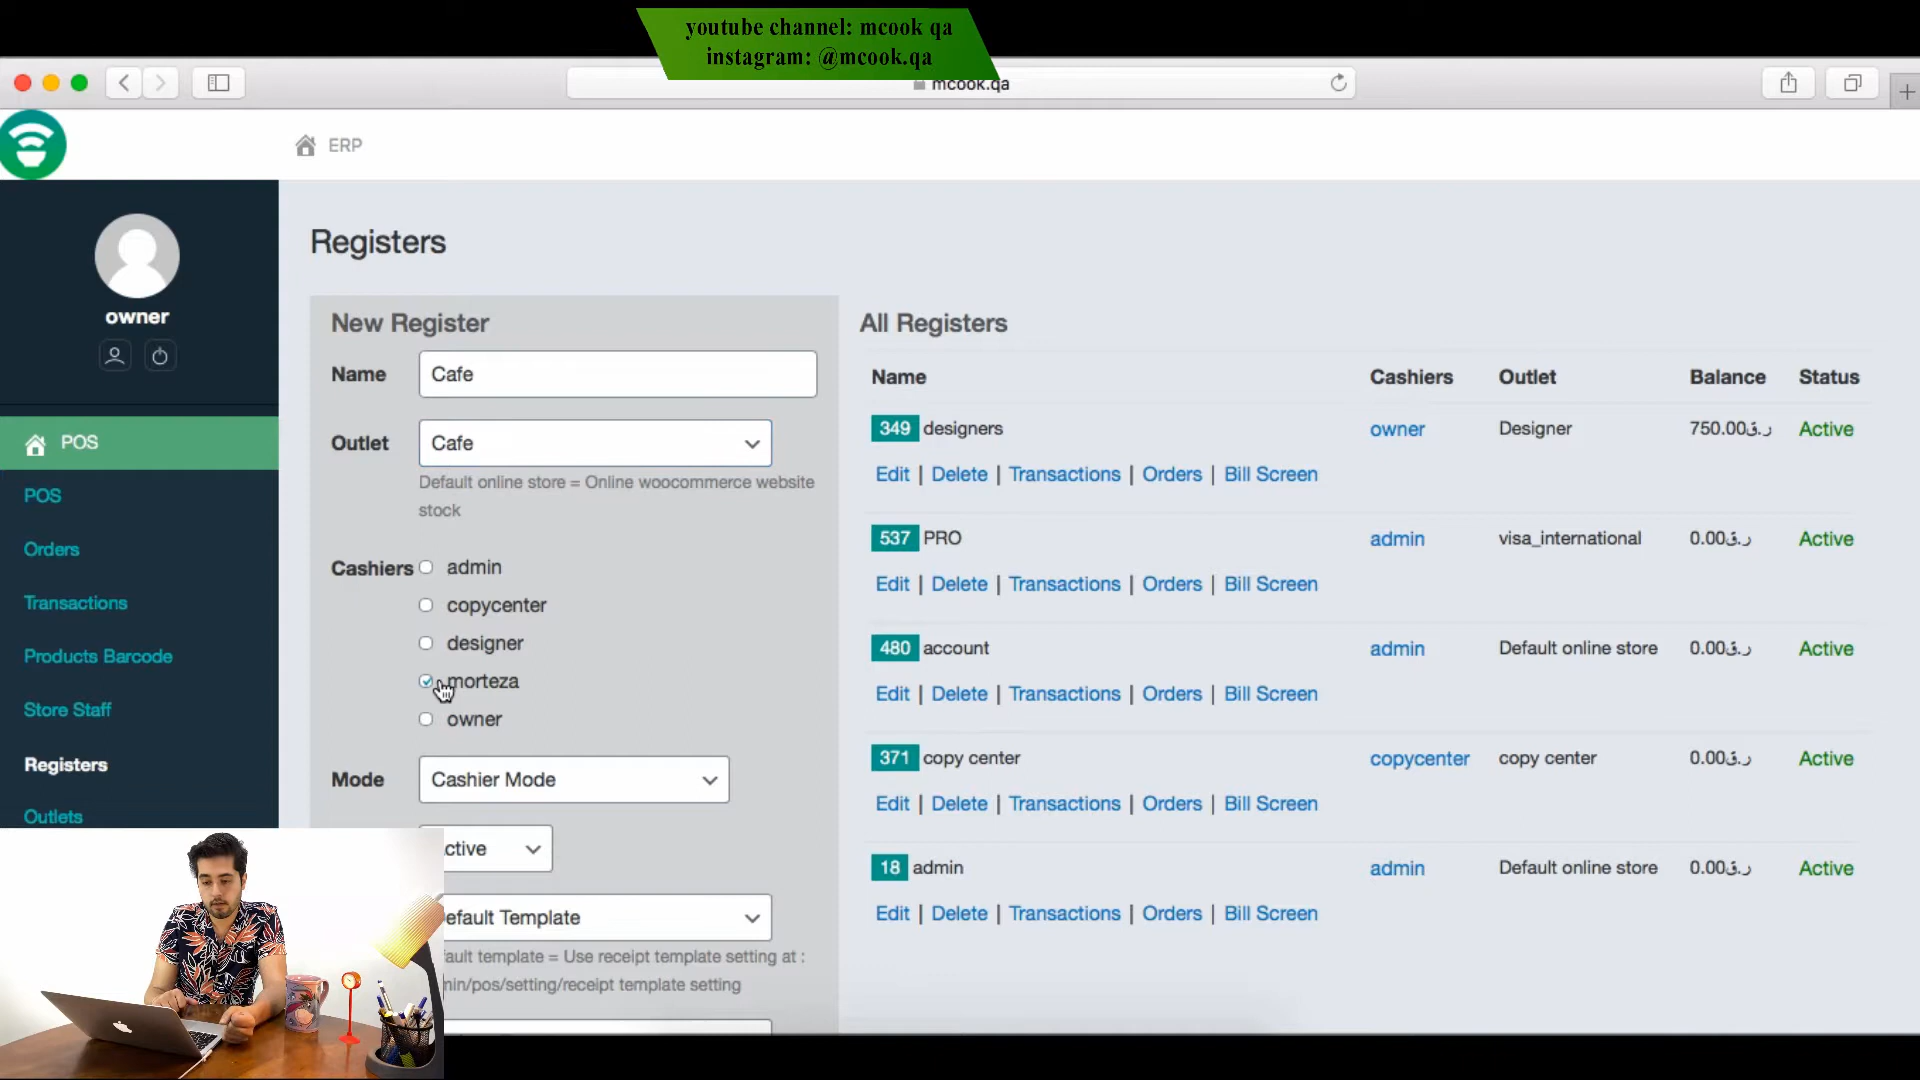 youtube channel: mcook qa
instagram: @mcook.qa
mcook.qa
ERP
owner
POS
POS
Orders
Transactions
Products Barcode
Store Staff
Registers
Outlets
Registers
New Register
Name Cafe
Outlet Cafe
Default online store = Online woocommerce website
stock
Cashiers admin
copycenter
designer
morteza
owner
Mode Cashier Mode
ctive
efault Template
fault template = Use receipt template setting at :
min/pos/setting/receipt template setting
All Registers
Name Cashiers Outlet Balance Status
349 designers owner Designer 750.00ر.ق Active
Edit | Delete | Transactions | Orders | Bill Screen
537 PRO admin visa_international 0.00ر.ق Active
Edit | Delete | Transactions | Orders | Bill Screen
480 account admin Default online store 0.00ر.ق Active
Edit | Delete | Transactions | Orders | Bill Screen
371 copy center copycenter copy center 0.00ر.ق Active
Edit | Delete | Transactions | Orders | Bill Screen
18 admin admin Default online store 0.00ر.ق Active
Edit | Delete | Transactions | Orders | Bill Screen